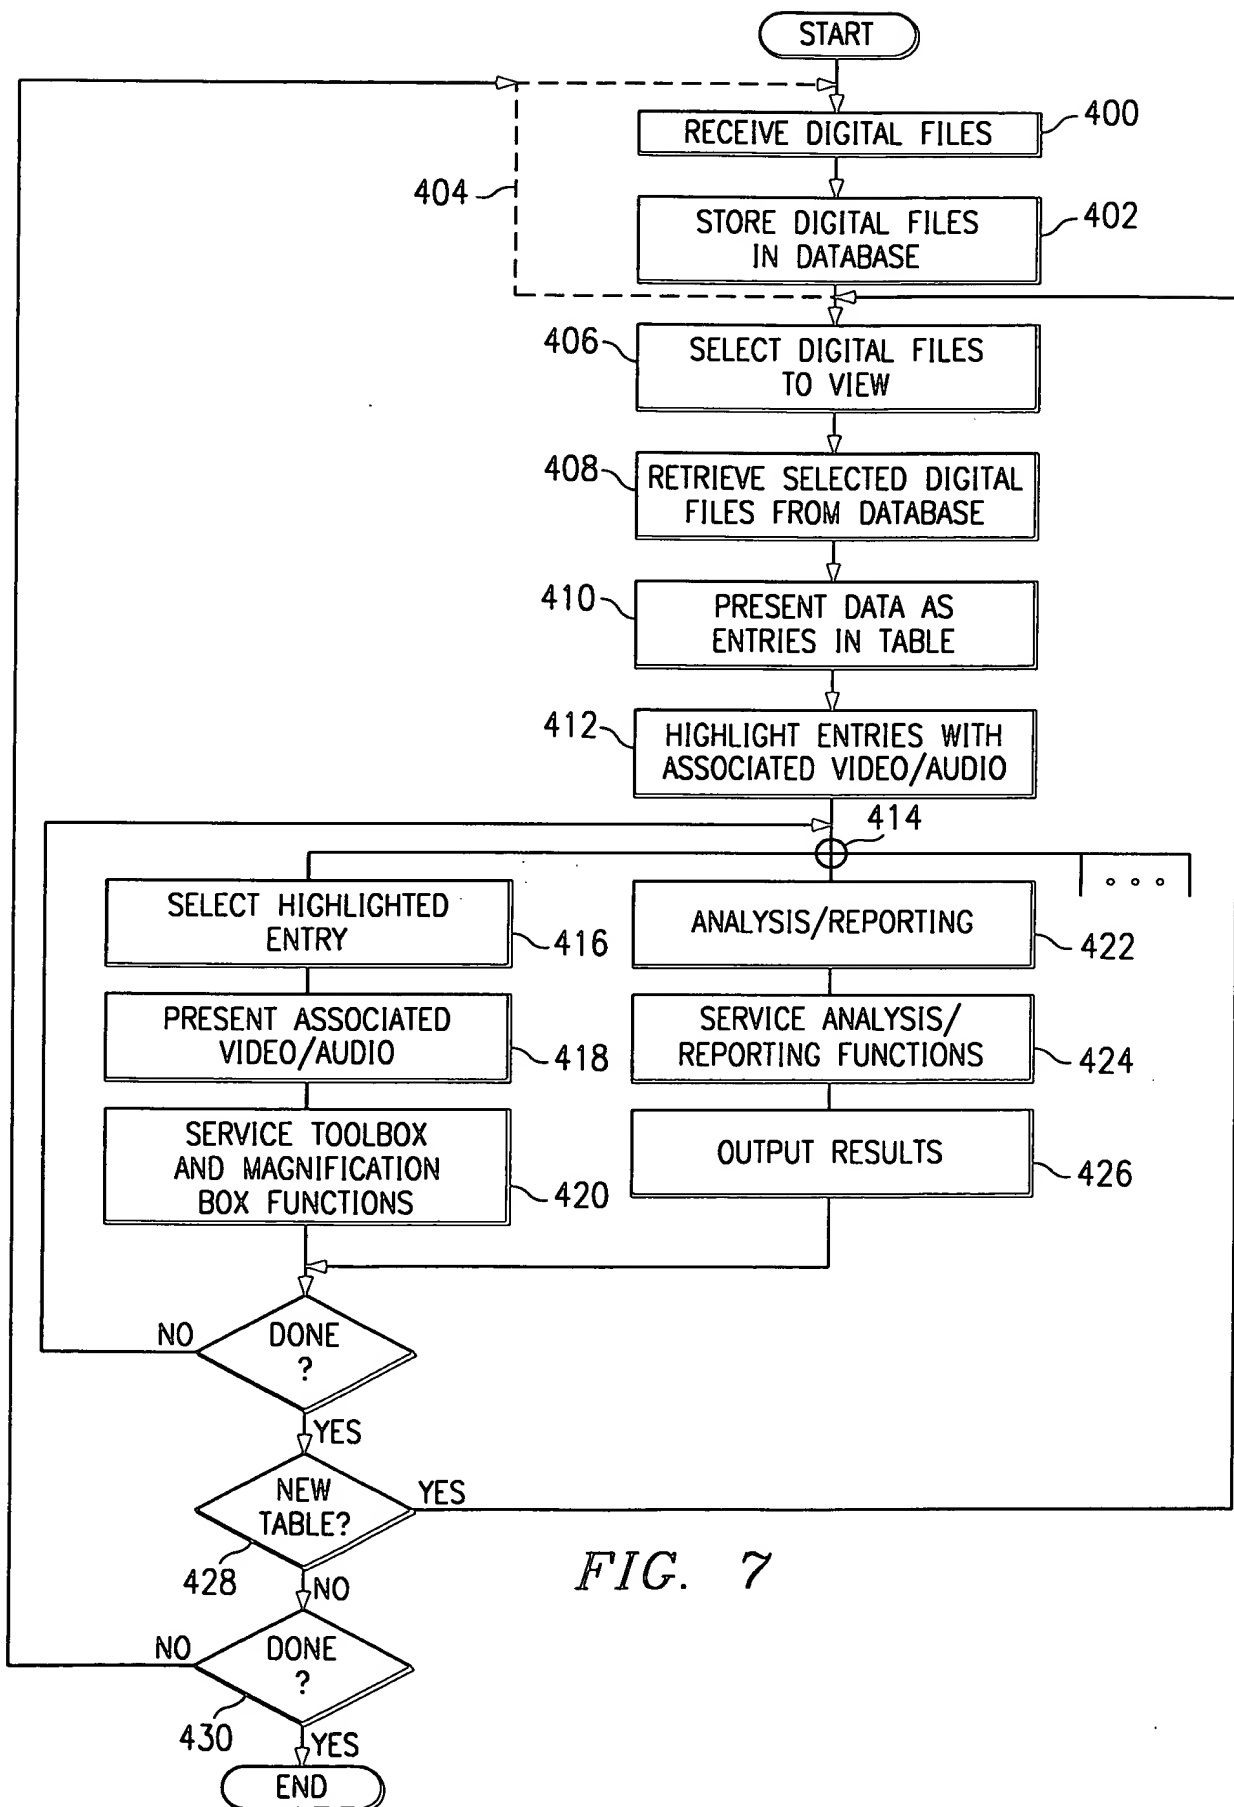 START
RECEIVE DIGITAL FILES
400
404
STORE DIGITAL FILES
IN DATABASE
402
406
SELECT DIGITAL FILES
TO VIEW
408
RETRIEVE SELECTED DIGITAL
FILES FROM DATABASE
410
PRESENT DATA AS
ENTRIES IN TABLE
412
HIGHLIGHT ENTRIES WITH
ASSOCIATED VIDEO/AUDIO
414
SELECT HIGHLIGHTED
ENTRY
416
ANALYSIS/REPORTING
422
PRESENT ASSOCIATED
VIDEO/AUDIO
418
SERVICE ANALYSIS/
REPORTING FUNCTIONS
424
SERVICE TOOLBOX
AND MAGNIFICATION
BOX FUNCTIONS
420
OUTPUT RESULTS
426
NO
DONE
?
YES
NEW
TABLE?
YES
428
NO
FIG. 7
NO
DONE
?
430
YES
END